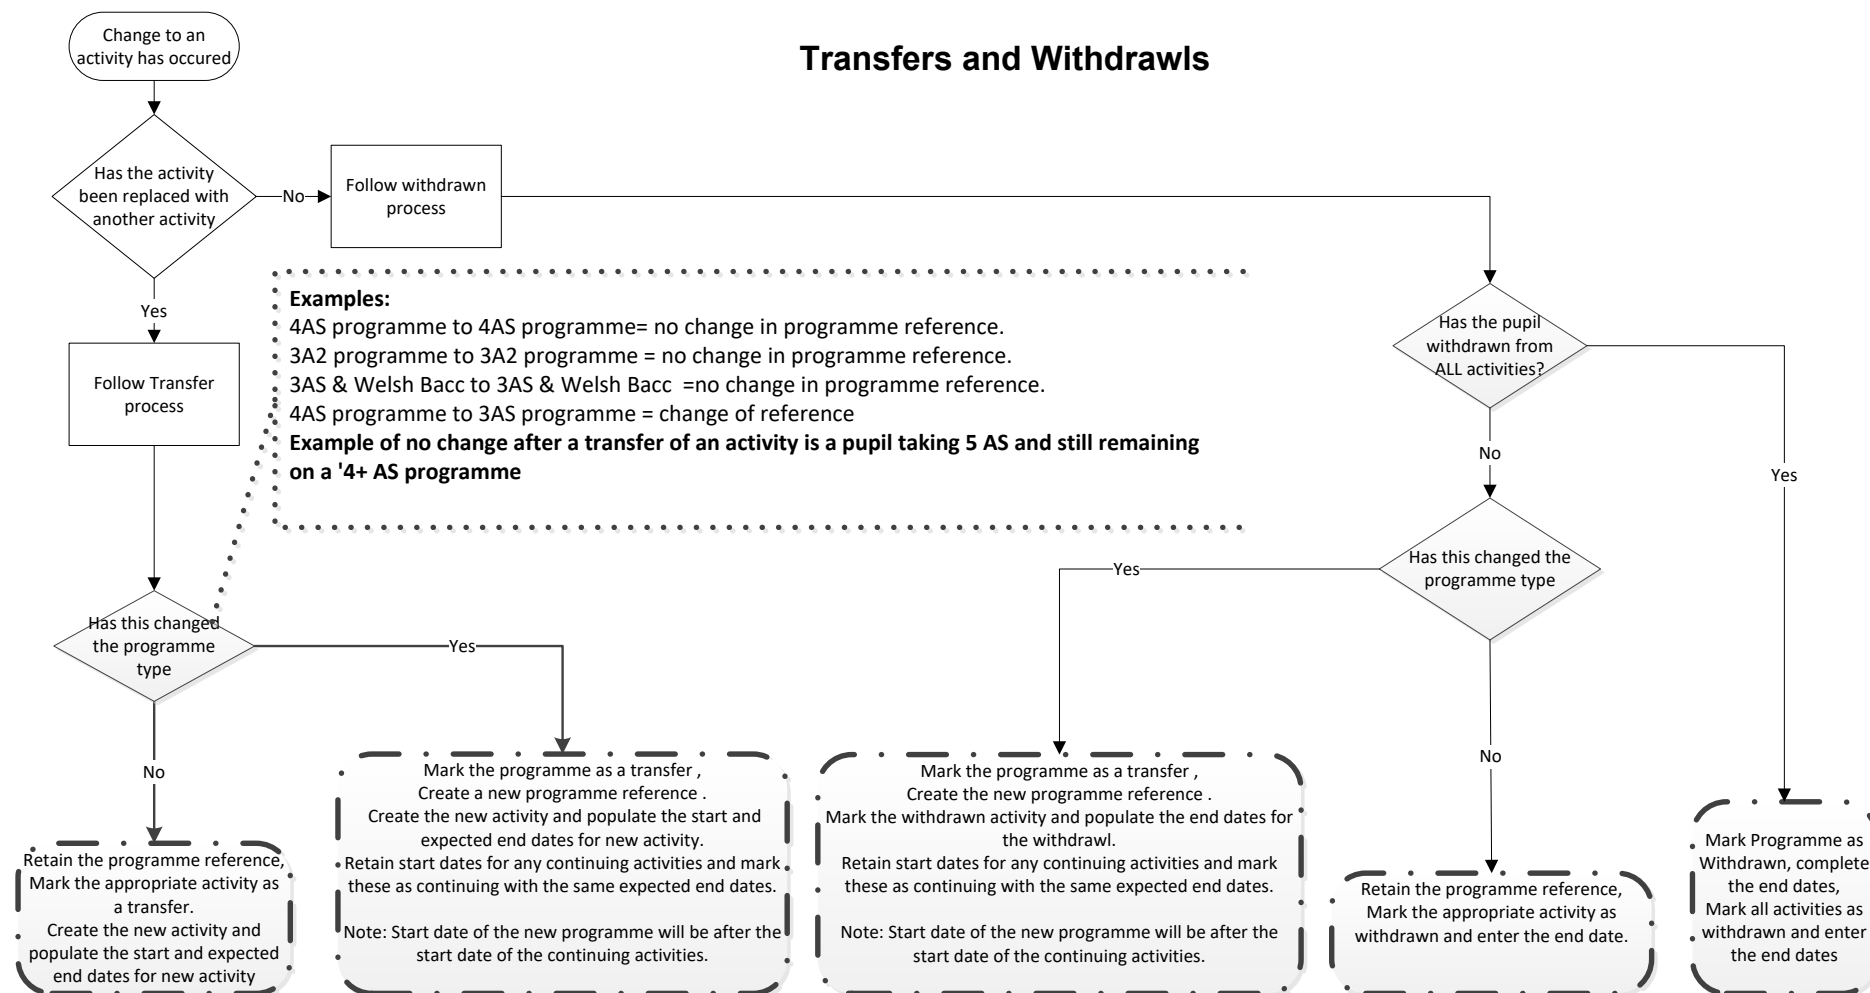 Transfers and Withdrawls
Change to an
activity has occured
Has the activity
been replaced with
another activity
No
Follow withdrawn
process
Yes
Follow Transfer
process
Examples:
4AS programme to 4AS programme= no change in programme reference.
3A2 programme to 3A2 programme = no change in programme reference.
3AS & Welsh Bacc to 3AS & Welsh Bacc  =no change in programme reference.
4AS programme to 3AS programme = change of reference
Example of no change after a transfer of an activity is a pupil taking 5 AS and still remaining
on a '4+ AS programme
Has the pupil
withdrawn from
ALL activities?
No
Yes
Has this changed the
programme type
Yes
No
Has this changed
the programme
type
Yes
No
Retain the programme reference,
Mark the appropriate activity as
a transfer.
Create the new activity and
populate the start and expected
end dates for new activity
Mark the programme as a transfer ,
Create a new programme reference .
Create the new activity and populate the start and
expected end dates for new activity.
Retain start dates for any continuing activities and mark
these as continuing with the same expected end dates.
Note: Start date of the new programme will be after the
start date of the continuing activities.
Mark the programme as a transfer ,
Create the new programme reference .
Mark the withdrawn activity and populate the end dates for
the withdrawl.
Retain start dates for any continuing activities and mark
these as continuing with the same expected end dates.
Note: Start date of the new programme will be after the
start date of the continuing activities.
Retain the programme reference,
Mark the appropriate activity as
withdrawn and enter the end date.
Mark Programme as
Withdrawn, complete
the end dates,
Mark all activities as
withdrawn and enter
the end dates